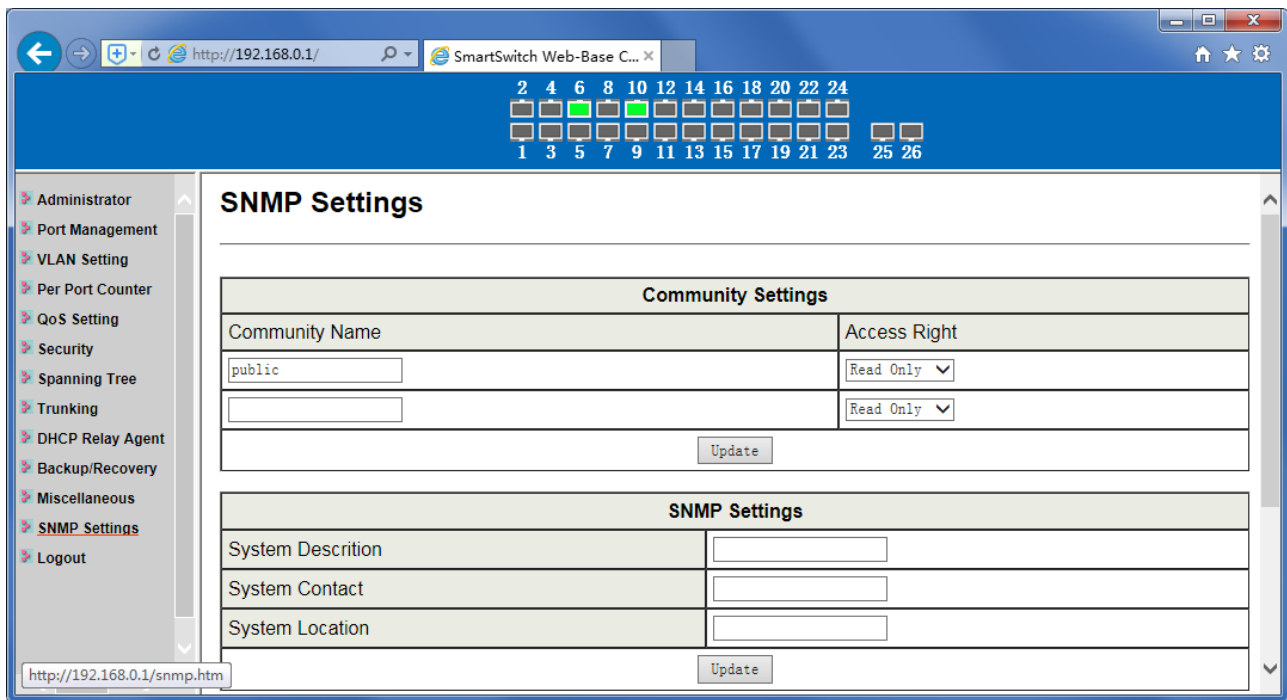 http://192.168.0.1/
SmartSwitch Web-Base C...
2 4 6 8 10 12 14 16 18 20 22 24
1 3 5 7 9 11 13 15 17 19 21 23 25 26
Administrator
Port Management
VLAN Setting
Per Port Counter
QoS Setting
Security
Spanning Tree
Trunking
DHCP Relay Agent
Backup/Recovery
Miscellaneous
SNMP Settings
Logout
http://192.168.0.1/snmp.htm
SNMP Settings
Community Settings
Community Name Access Right
public Read Only
Read Only
Update
SNMP Settings
System Descrition
System Contact
System Location
Update